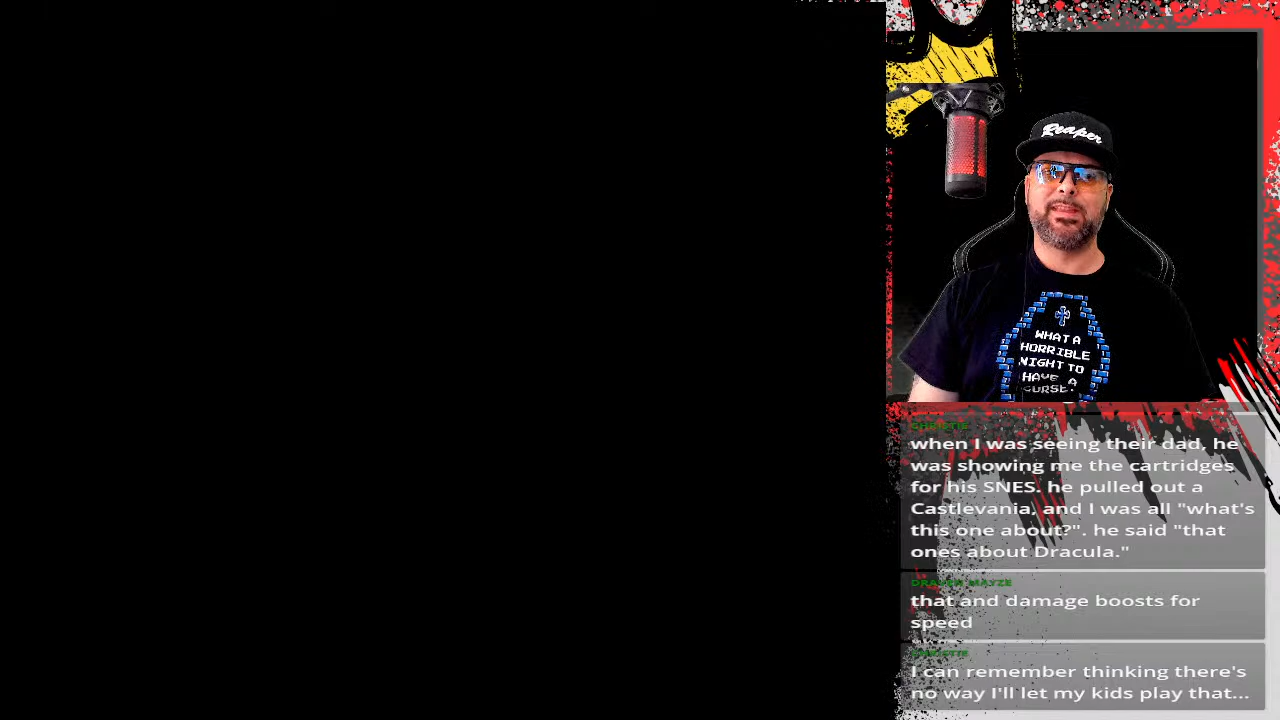 Reaper
WHAT A
HORRIBLE
NIGHT TO
HAVE A
CURSE.
CHRISTIE
when I was seeing their dad, he
was showing me the cartridges
for his SNES. he pulled out a
Castlevania, and I was all "what's
this one about?". he said "that
ones about Dracula."
MAYZE
that and damage boosts for
speed
I can remember thinking there's
no way I'll let my kids play that...